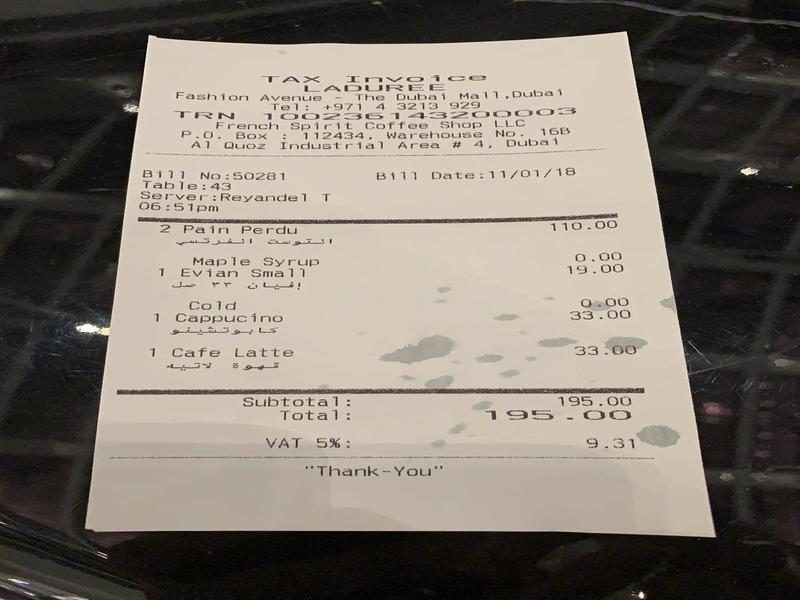 TAX Invoice
LADUREE
Fashion Avenue - The Dubai Mall,Dubai
Tel: +971 4 3213 929
TRN 100236143200003
French Spirit Coffee Shop LLC
P.O. Box : 112434, Warehouse No. 16B
Al Quoz Industrial Area # 4, Dubai
Bill No:50281 Bill Date:11/01/18
Table:43
Server:Reyandel T
06:51pm
2 Pain Perdu 110.00
التوست الفرنسي
Maple Syrup 0.00
1 Evian Small 19.00
إفيان ٣٣ صل
Cold 0.00
1 Cappucino 33.00
كابوتشينو
1 Cafe Latte 33.00
قهوة لاتيه
Subtotal: 195.00
Total: 195.00
VAT 5%: 9.31
"Thank-You"